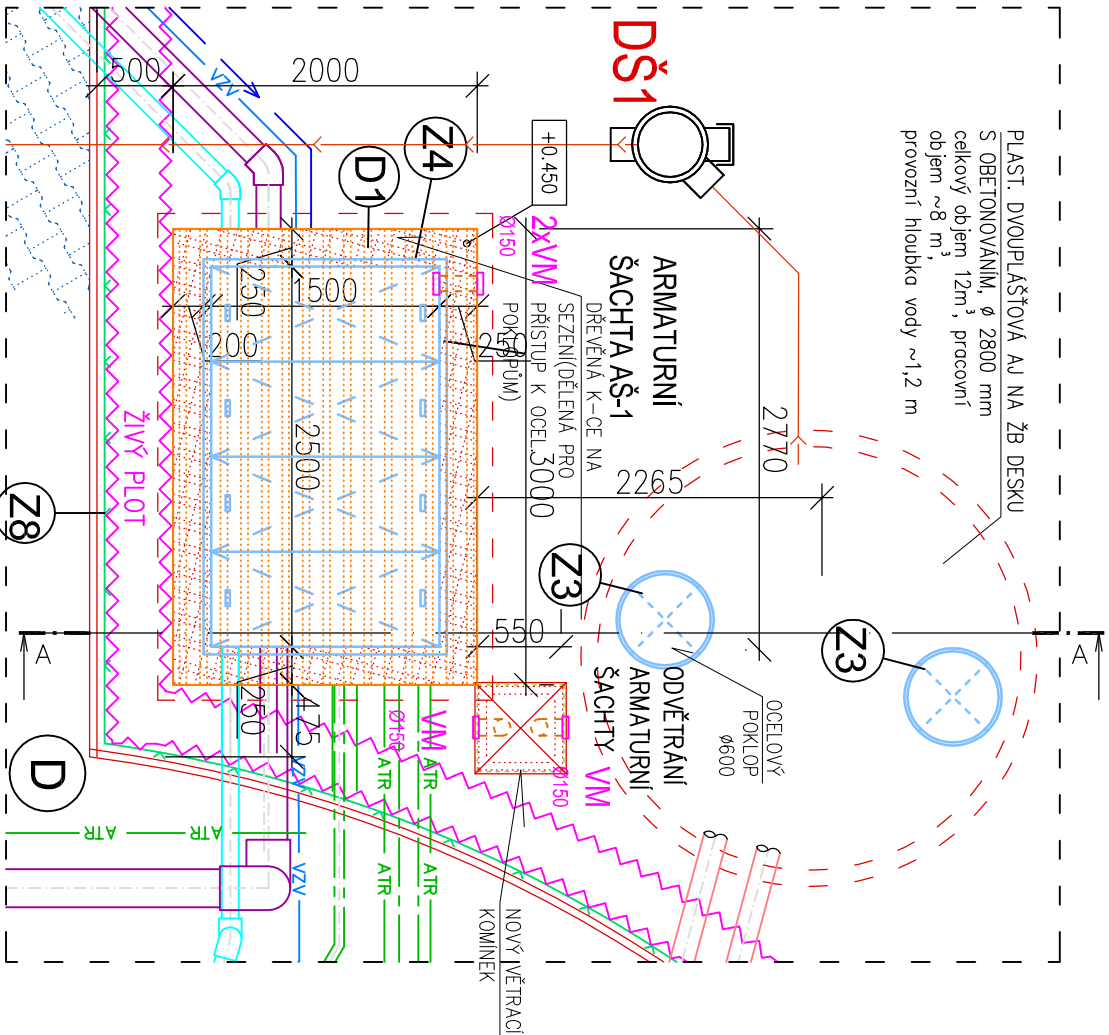 PLAST. DVOUPLÁŠŤOVÁ AJ NA ŽB DESKU
S OBETONOVÁNÍM, ø 2800 mm
celkový objem 12m³, pracovní
objem ~8 m³,
provozní hloubka vody ~1,2 m
DŠ1
500
2000
VZV
Z4
D1
+0.450
2xVM
Ø150
ARMATURNÍ
ŠACHTA AŠ-1
DŘEVĚNÁ K-CE NA
SEZENÍ(DĚLENÁ PRO
PŘÍSTUP K OCEL.
POKLOPŮM)
3000
2770
2265
250
1500
200
250
2500
ŽIVÝ PLOT
Z8
Z3
Z3
550
A
A
OCELOVÝ
POKLOP
ø600
ODVĚTRÁNÍ
ARMATURNÍ
ŠACHTY
VM
Ø150
VM
Ø150
475
250
D
VZV
VZV
ATR
ATR
ATR
ATR
ATR
ATR
NOVÝ VĚTRACÍ
KOMÍNEK